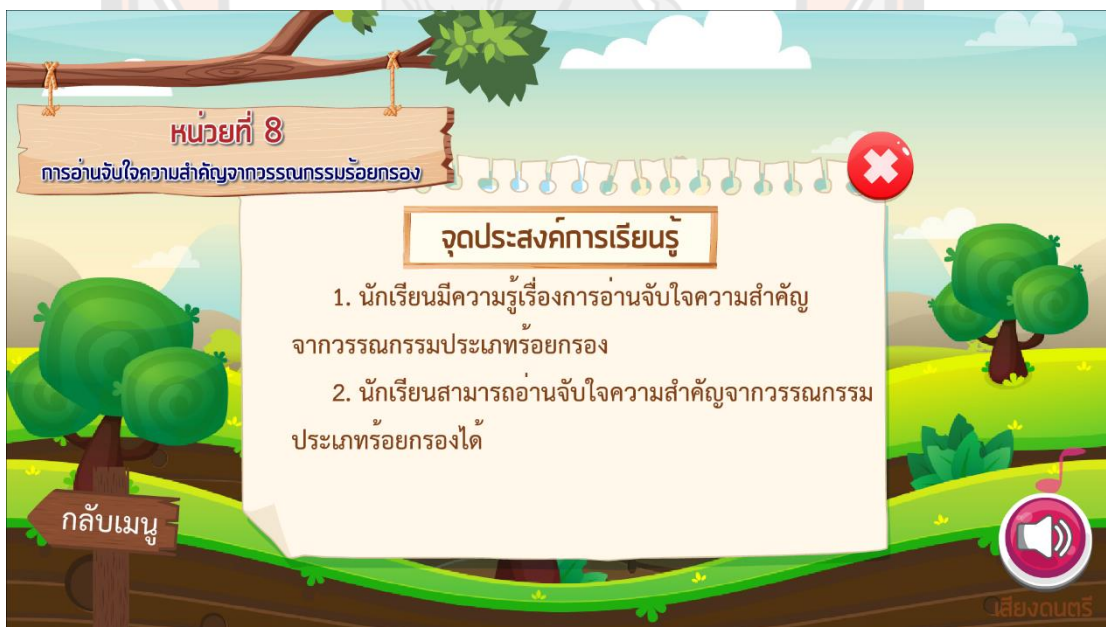 หน่วยที่ 8
การอ่านจับใจความสำคัญจากวรรณกรรมร้อยกรอง
จุดประสงค์การเรียนรู้
1. นักเรียนมีความรู้เรื่องการอ่านจับใจความสำคัญ
จากวรรณกรรมประเภทร้อยกรอง
2. นักเรียนสามารถอ่านจับใจความสำคัญจากวรรณกรรม
ประเภทร้อยกรองได้
กลับเมนู
เสียงดนตรี